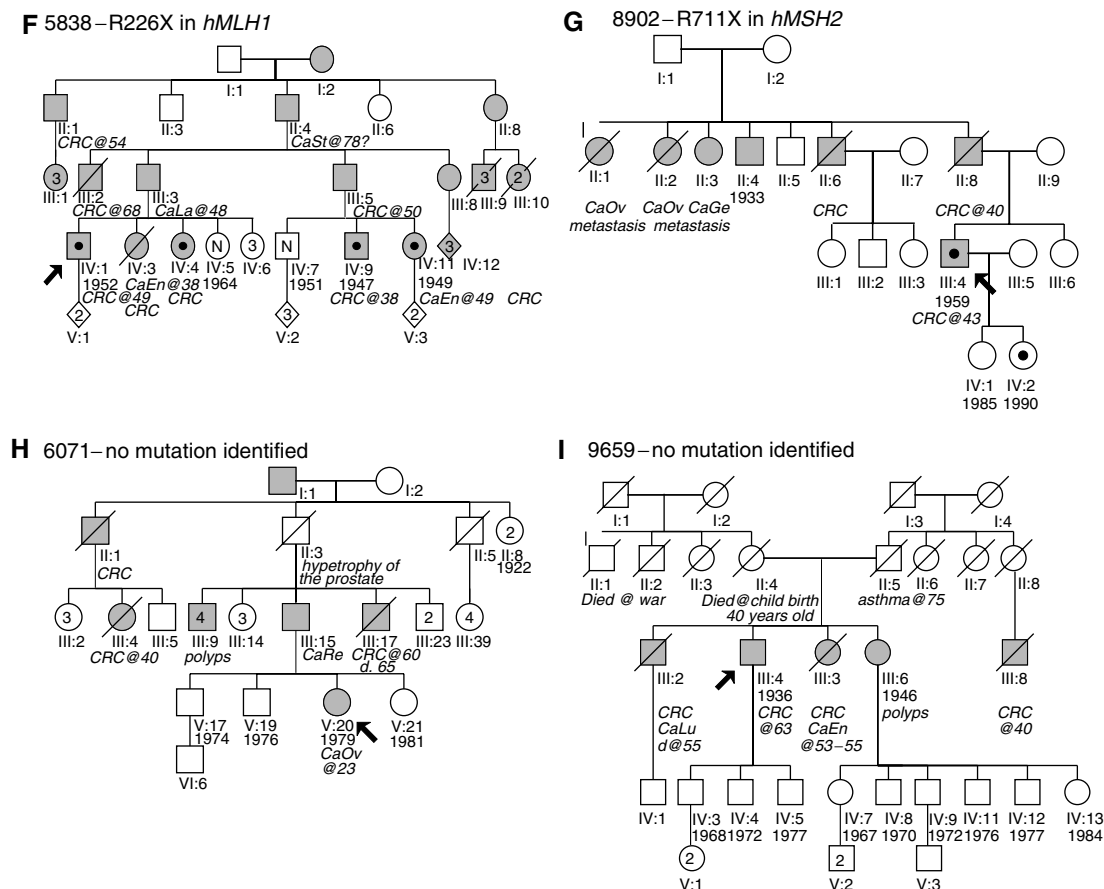 F 5838–R226X in hMLH1
I:1 I:2
II:1 II:3 II:4 II:6 II:8
CRC@54 CaSt@78?
3 3 2
III:1 III:2 III:3 III:5 III:8 III:9 III:10
CRC@68 CaLa@48 CRC@50
N 3 N 3
IV:1 IV:3 IV:4 IV:5 IV:6 IV:7 IV:9 IV:11 IV:12
1952 CaEn@38 1964 1951 1947 1949
CRC@49 CRC CRC@38 CaEn@49 CRC
CRC
2 3 2
V:1 V:2 V:3
G 8902–R711X in hMSH2
I:1 I:2
II:1 II:2 II:3 II:4 II:5 II:6 II:7 II:8 II:9
1933
CaOv CaOv CaGe CRC CRC@40
metastasis metastasis
III:1 III:2 III:3 III:4 III:5 III:6
1959
CRC@43
IV:1 IV:2
1985 1990
H 6071–no mutation identified
I:1 I:2
2
II:1 II:3 II:5 II:8
1922
CRC hypetrophy of
the prostate
3 4 3 2 4
III:2 III:4 III:5 III:9 III:14 III:15 III:17 III:23 III:39
CRC@40 polyps CaRe CRC@60
d. 65
V:17 V:19 V:20 V:21
1974 1976 1979 1981
CaOv
@23
VI:6
I 9659–no mutation identified
I:1 I:2 I:3 I:4
II:1 II:2 II:3 II:4 II:5 II:6 II:7 II:8
Died @ war Died@child birth asthma@75
40 years old
III:2 III:4 III:3 III:6 III:8
1936 1946
CRC CRC CRC polyps CRC
CaLu @63 CaEn @40
d@55 @53–55
IV:1 IV:3 IV:4 IV:5 IV:7 IV:8 IV:9 IV:11 IV:12 IV:13
1968 1972 1977 1967 1970 1972 1976 1977 1984
2 2
V:1 V:2 V:3